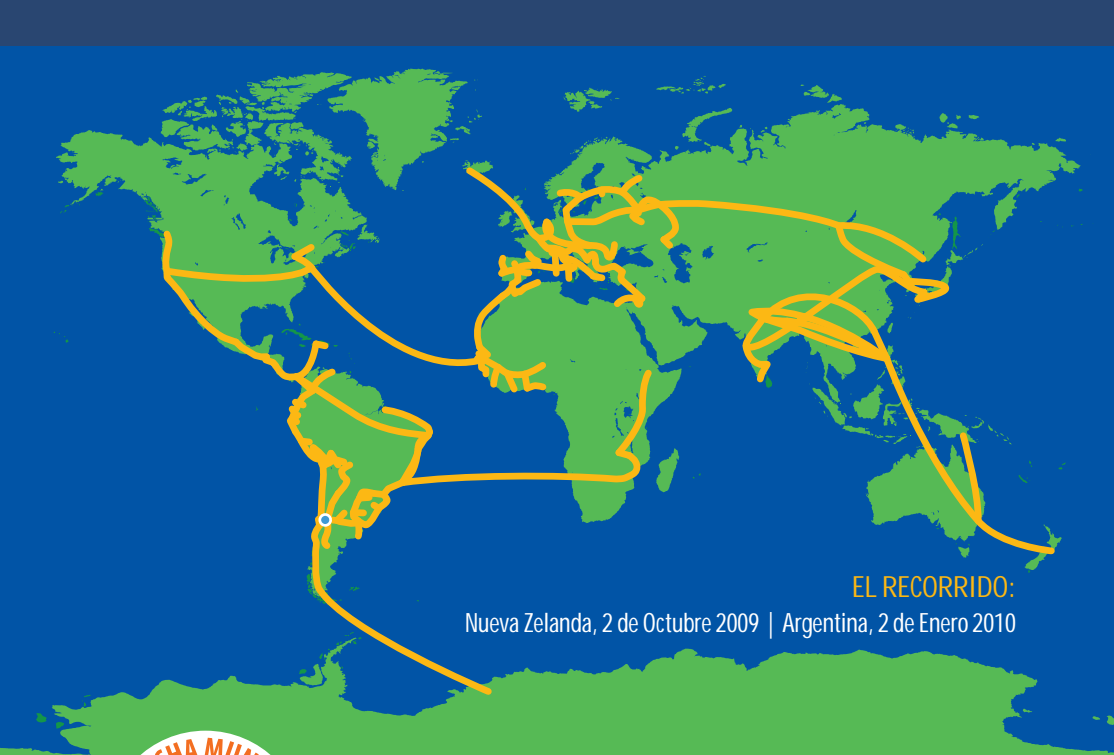 EL RECORRIDO:
Nueva Zelanda, 2 de Octubre 2009 | Argentina, 2 de Enero 2010